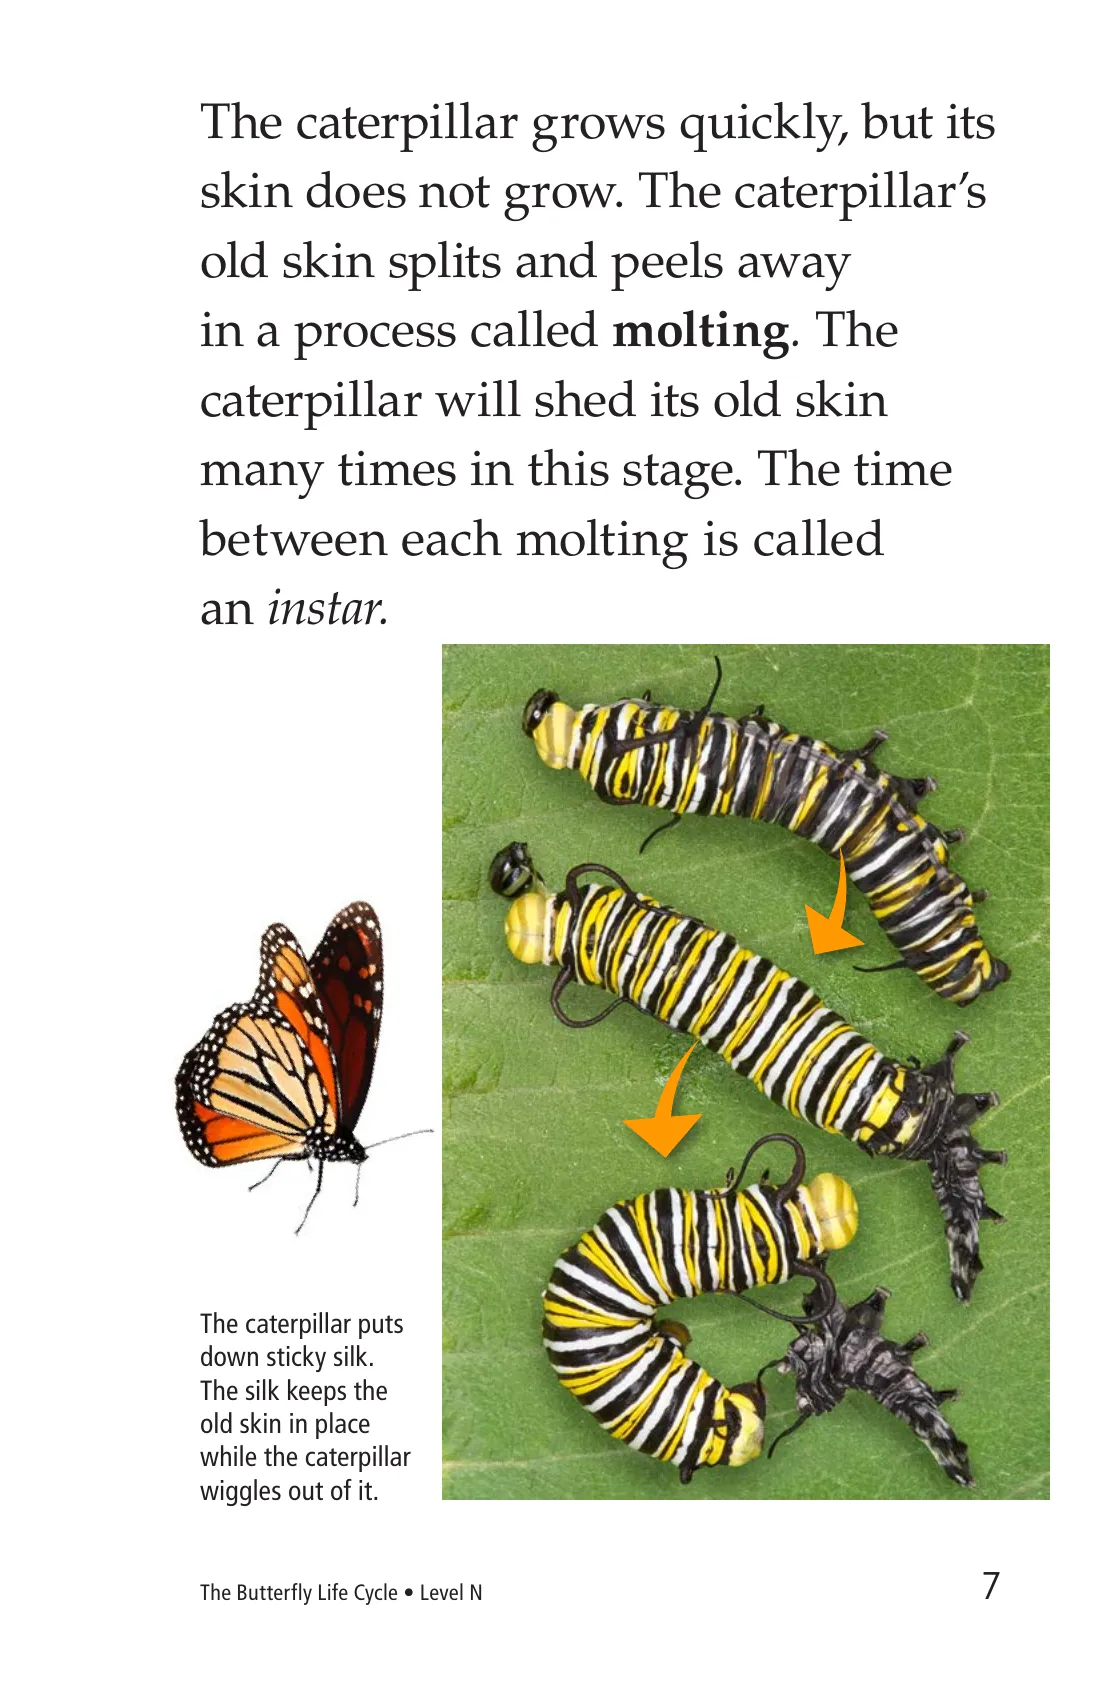 The caterpillar grows quickly, but its
skin does not grow. The caterpillar’s
old skin splits and peels away
in a process called molting. The
caterpillar will shed its old skin
many times in this stage. The time
between each molting is called
an instar.
The caterpillar puts
down sticky silk.
The silk keeps the
old skin in place
while the caterpillar
wiggles out of it.
The Butterfly Life Cycle • Level N
7